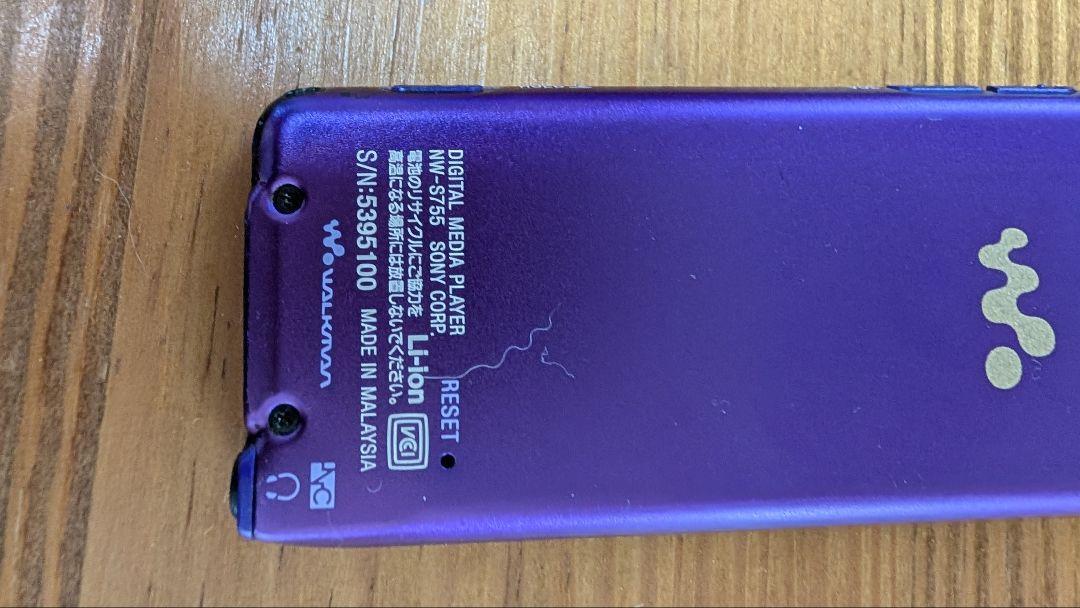 DIGITAL MEDIA PLAYER
NW-S755 SONY CORP.
電池のリサイクルにご協力を Li-ion
高温になる場所には放置しないでください。
S/N:5395100 MADE IN MALAYSIA
WALKMAN
RESET
VCI
NC